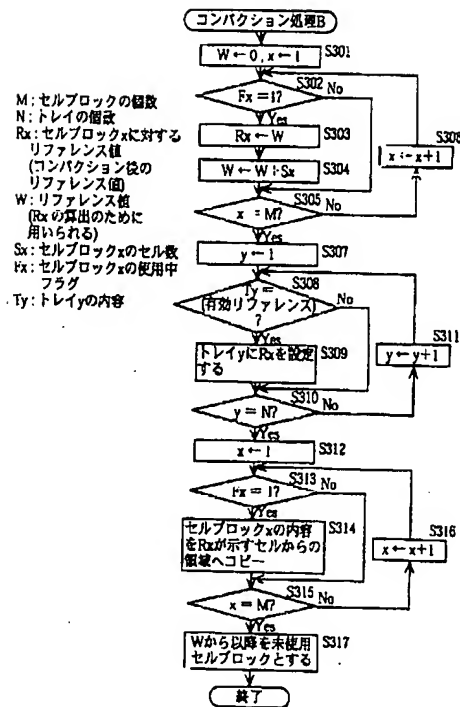 コンパクション処理B
W←0, x←1
S301
S302
Fx=1?
No
Yes
Rx←W
S303
W←W+Sx
S304
S305
x=M?
No
Yes
x←x+1
y←1
S307
S308
Ty=
(有効リファレンス)
?
No
Yes
トレイyにRxを設定
する
S309
S310
y=N?
No
Yes
S311
y←y+1
x←1
S312
S313
Fx=1?
No
Yes
セルブロックxの内容
をRxが示すセルからの
領域へコピー
S314
S315
x=M?
No
Yes
S316
x←x+1
Wから以降を未使用
セルブロックとする
S317
終了
M:セルブロックの個数
N:トレイの個数
Rx:セルブロックxに対する
リファレンス値
(コンパクション後の
リファレンス値)
W:リファレンス値
(Rxの算出のために
用いられる)
Sx:セルブロックxのセル数
Fx:セルブロックxの使用中
フラグ
Ty:トレイyの内容